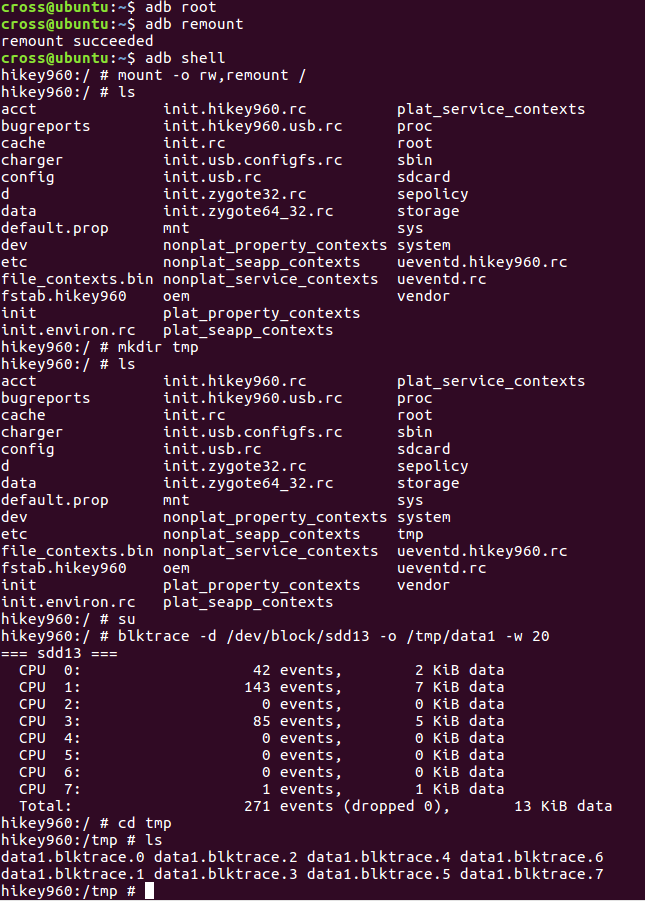 cross@ubuntu:~$ adb root
cross@ubuntu:~$ adb remount
remount succeeded
cross@ubuntu:~$ adb shell
hikey960:/ # mount -o rw,remount /
hikey960:/ # ls
acct              init.hikey960.rc          plat_service_contexts
bugreports        init.hikey960.usb.rc      proc
cache             init.rc                   root
charger           init.usb.configfs.rc      sbin
config            init.usb.rc               sdcard
d                 init.zygote32.rc          sepolicy
data              init.zygote64_32.rc       storage
default.prop      mnt                       sys
dev               nonplat_property_contexts system
etc               nonplat_seapp_contexts    ueventd.hikey960.rc
file_contexts.bin nonplat_service_contexts  ueventd.rc
fstab.hikey960    oem                       vendor
init              plat_property_contexts
init.environ.rc   plat_seapp_contexts
hikey960:/ # mkdir tmp
hikey960:/ # ls
acct              init.hikey960.rc          plat_service_contexts
bugreports        init.hikey960.usb.rc      proc
cache             init.rc                   root
charger           init.usb.configfs.rc      sbin
config            init.usb.rc               sdcard
d                 init.zygote32.rc          sepolicy
data              init.zygote64_32.rc       storage
default.prop      mnt                       sys
dev               nonplat_property_contexts system
etc               nonplat_seapp_contexts    tmp
file_contexts.bin nonplat_service_contexts  ueventd.hikey960.rc
fstab.hikey960    oem                       ueventd.rc
init              plat_property_contexts    vendor
init.environ.rc   plat_seapp_contexts
hikey960:/ # su
hikey960:/ # blktrace -d /dev/block/sdd13 -o /tmp/data1 -w 20
=== sdd13 ===
  CPU  0:                   42 events,        2 KiB data
  CPU  1:                  143 events,        7 KiB data
  CPU  2:                    0 events,        0 KiB data
  CPU  3:                   85 events,        5 KiB data
  CPU  4:                    0 events,        0 KiB data
  CPU  5:                    0 events,        0 KiB data
  CPU  6:                    0 events,        0 KiB data
  CPU  7:                    1 events,        1 KiB data
  Total:                   271 events (dropped 0),       13 KiB data
hikey960:/ # cd tmp
hikey960:/tmp # ls
data1.blktrace.0 data1.blktrace.2 data1.blktrace.4 data1.blktrace.6
data1.blktrace.1 data1.blktrace.3 data1.blktrace.5 data1.blktrace.7
hikey960:/tmp #